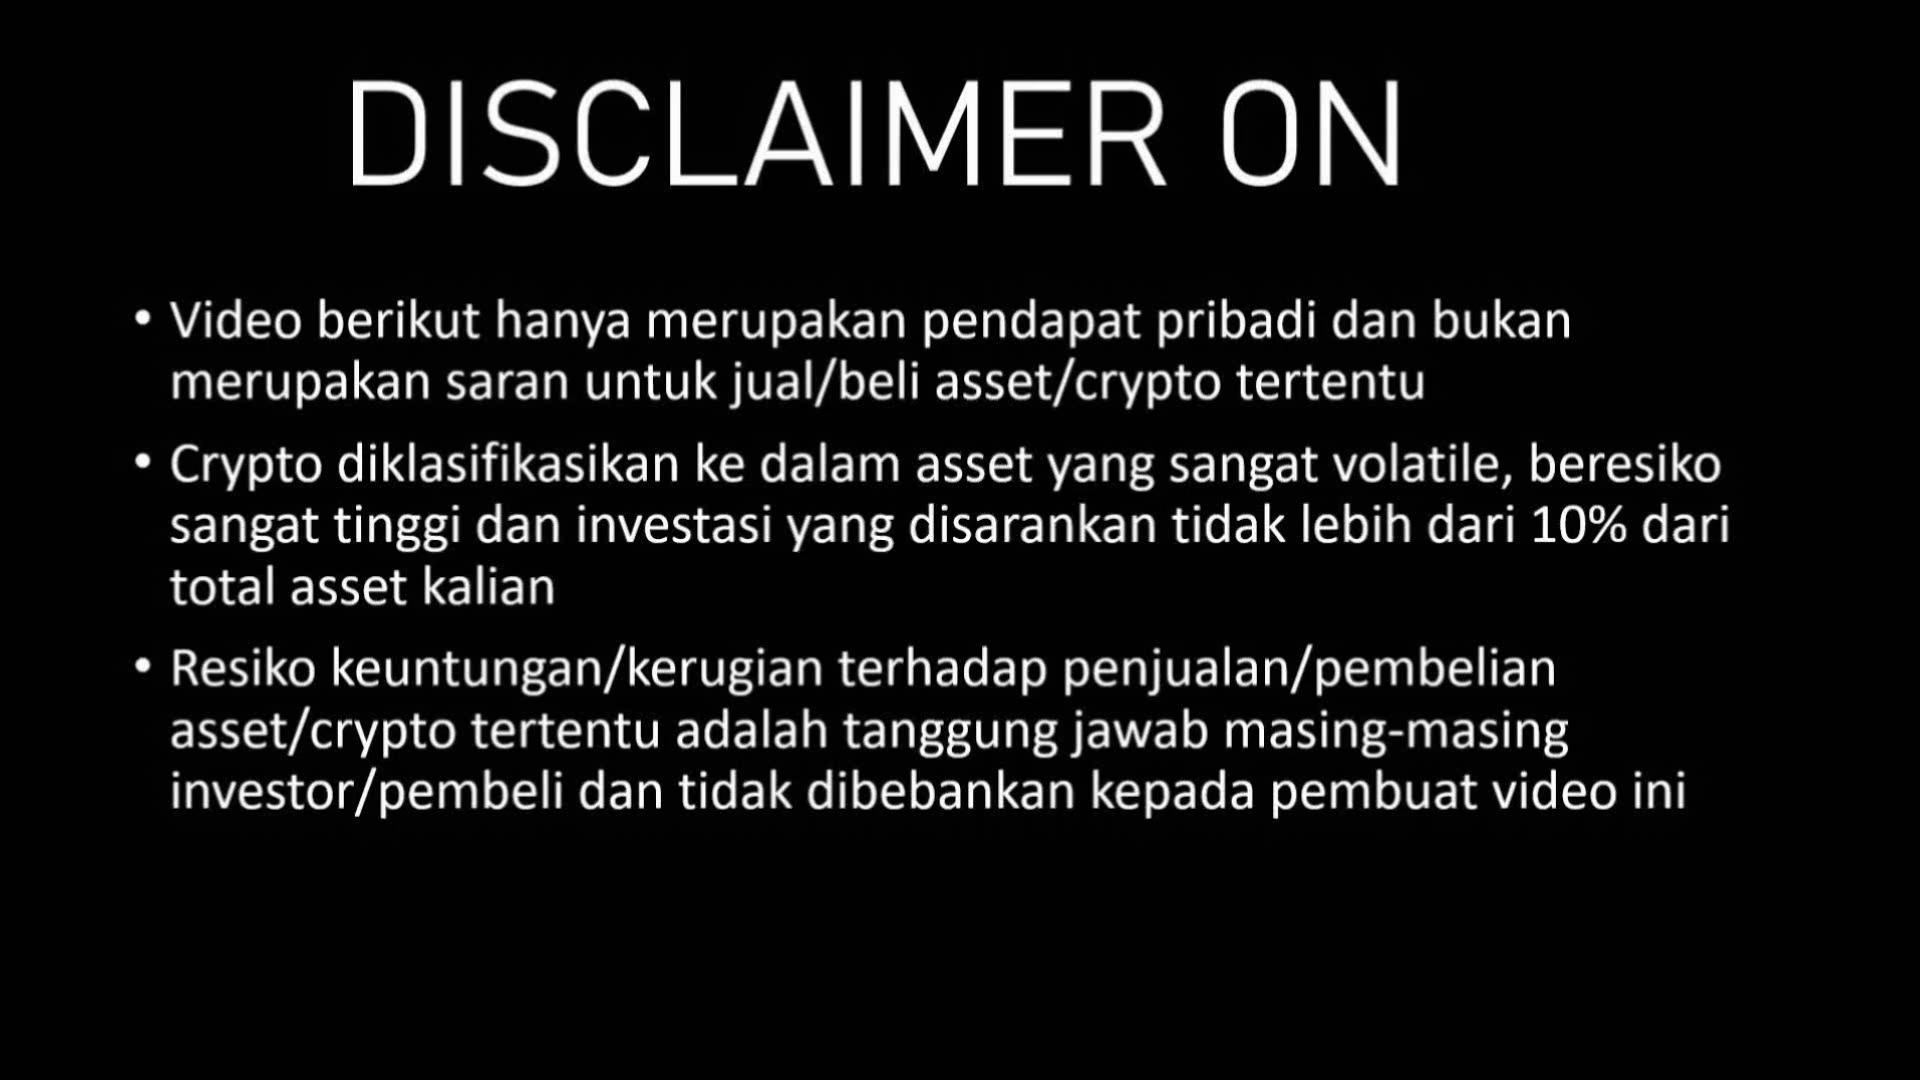 DISCLAIMER ON
• Video berikut hanya merupakan pendapat pribadi dan bukan
merupakan saran untuk jual/beli asset/crypto tertentu
• Crypto diklasifikasikan ke dalam asset yang sangat volatile, beresiko
sangat tinggi dan investasi yang disarankan tidak lebih dari 10% dari
total asset kalian
• Resiko keuntungan/kerugian terhadap penjualan/pembelian
asset/crypto tertentu adalah tanggung jawab masing-masing
investor/pembeli dan tidak dibebankan kepada pembuat video ini